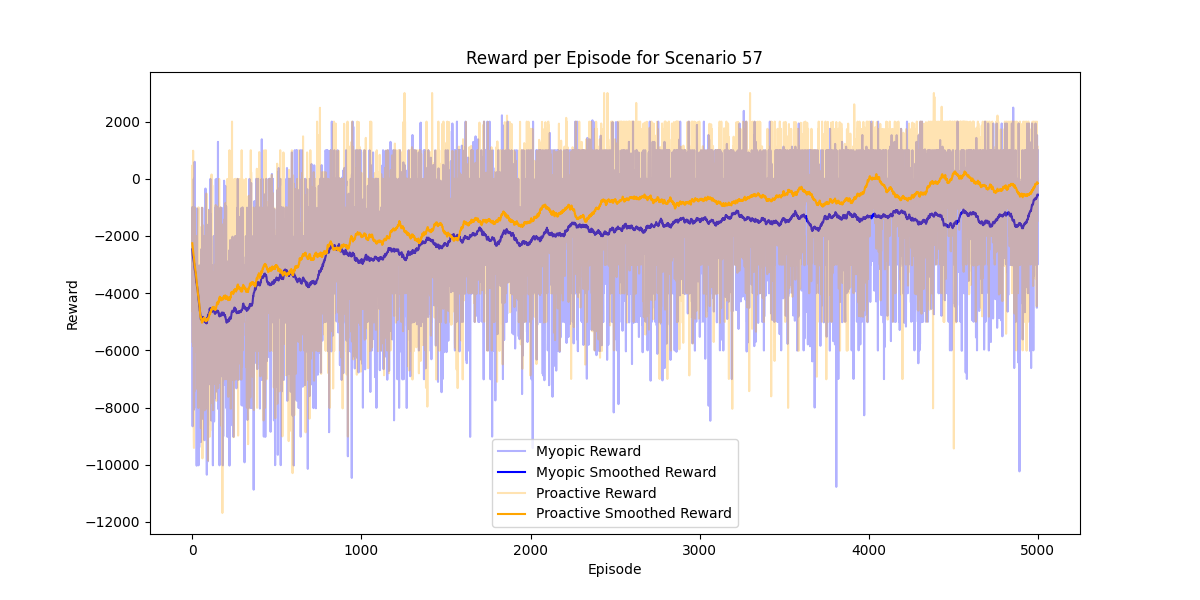 Reward per Episode for Scenario 57
Reward
2000
0
−2000
−4000
−6000
−8000
−10000
−12000
0
1000
2000
3000
4000
5000
Episode
Myopic Reward
Myopic Smoothed Reward
Proactive Reward
Proactive Smoothed Reward